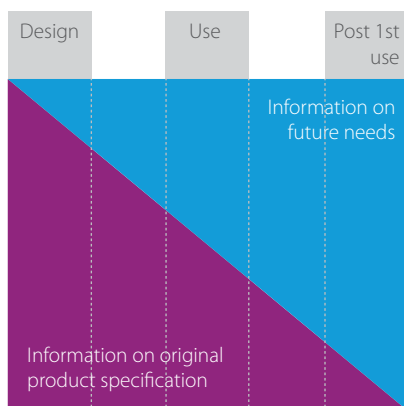 Design
Use
Post 1st
use
Information on
future needs
Information on original
product specification